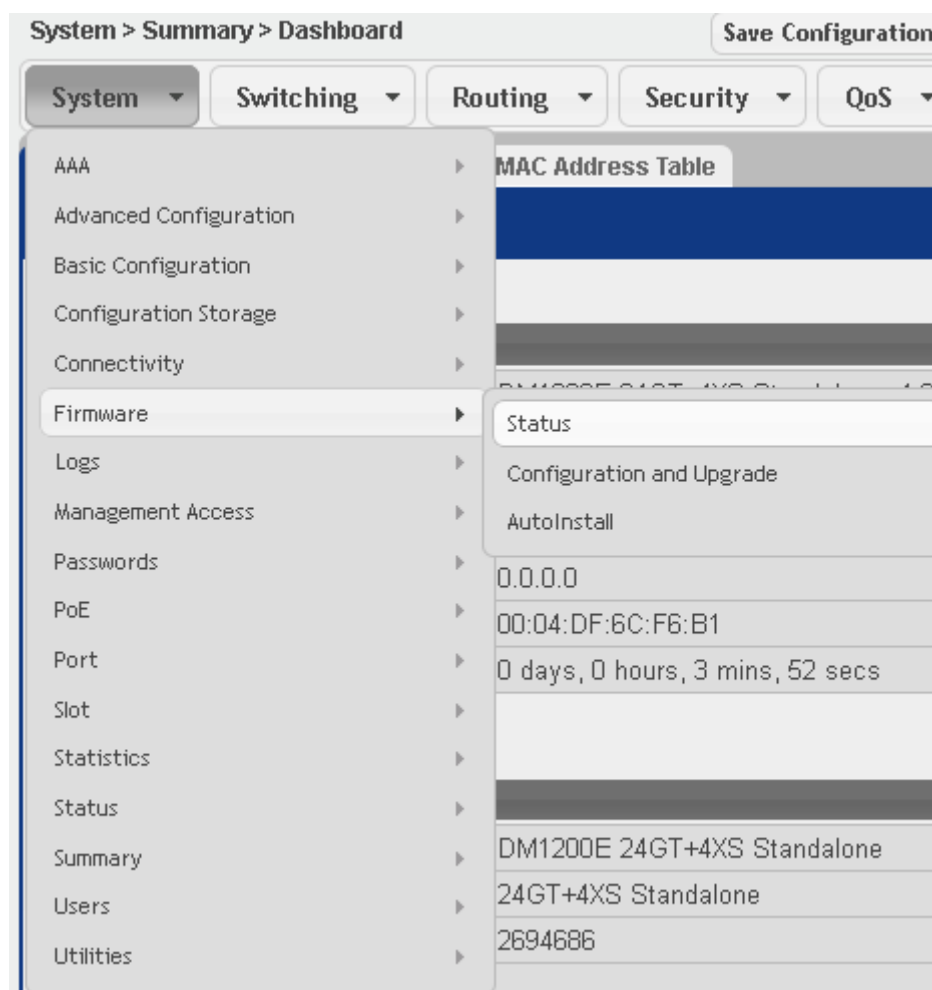 System > Summary > Dashboard
Save Configuration
System
Switching
Routing
Security
QoS
MAC Address Table
AAA
Advanced Configuration
Basic Configuration
Configuration Storage
Connectivity
Firmware
Status
Configuration and Upgrade
AutoInstall
Logs
Management Access
Passwords
0.0.0.0
PoE
00:04:DF:6C:F6:B1
Port
0 days, 0 hours, 3 mins, 52 secs
Slot
Statistics
Status
Summary
DM1200E 24GT+4XS Standalone
Users
24GT+4XS Standalone
Utilities
2694686